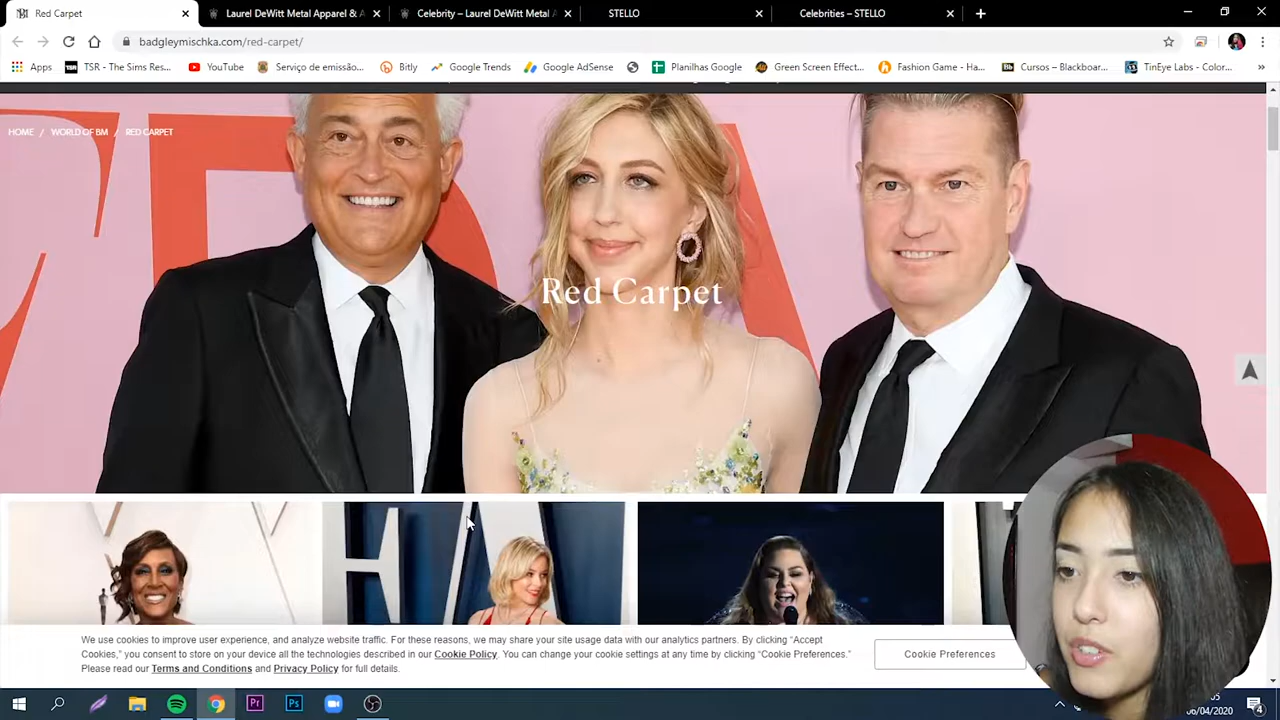 Red Carpet
Laurel DeWitt Metal Apparel & A
Celebrity – Laurel DeWitt Metal A
STELLO
Celebrities – STELLO
badgleymischka.com/red-carpet/
Apps
TSR - The Sims Res...
YouTube
Serviço de emissão...
Bitly
Google Trends
Google AdSense
Planilhas Google
Green Screen Effect...
Fashion Game - Ha...
Cursos – Blackboar...
TinEye Labs - Color...
»
HOME / WORLD OF BM / RED CARPET
Red Carpet
We use cookies to improve user experience, and analyze website traffic. For these reasons, we may share your site usage data with our analytics partners. By clicking “Accept
Cookies,” you consent to store on your device all the technologies described in our Cookie Policy. You can change your cookie settings at any time by clicking “Cookie Preferences.”
Please read our Terms and Conditions and Privacy Policy for full details.
Cookie Preferences
06/04/2020